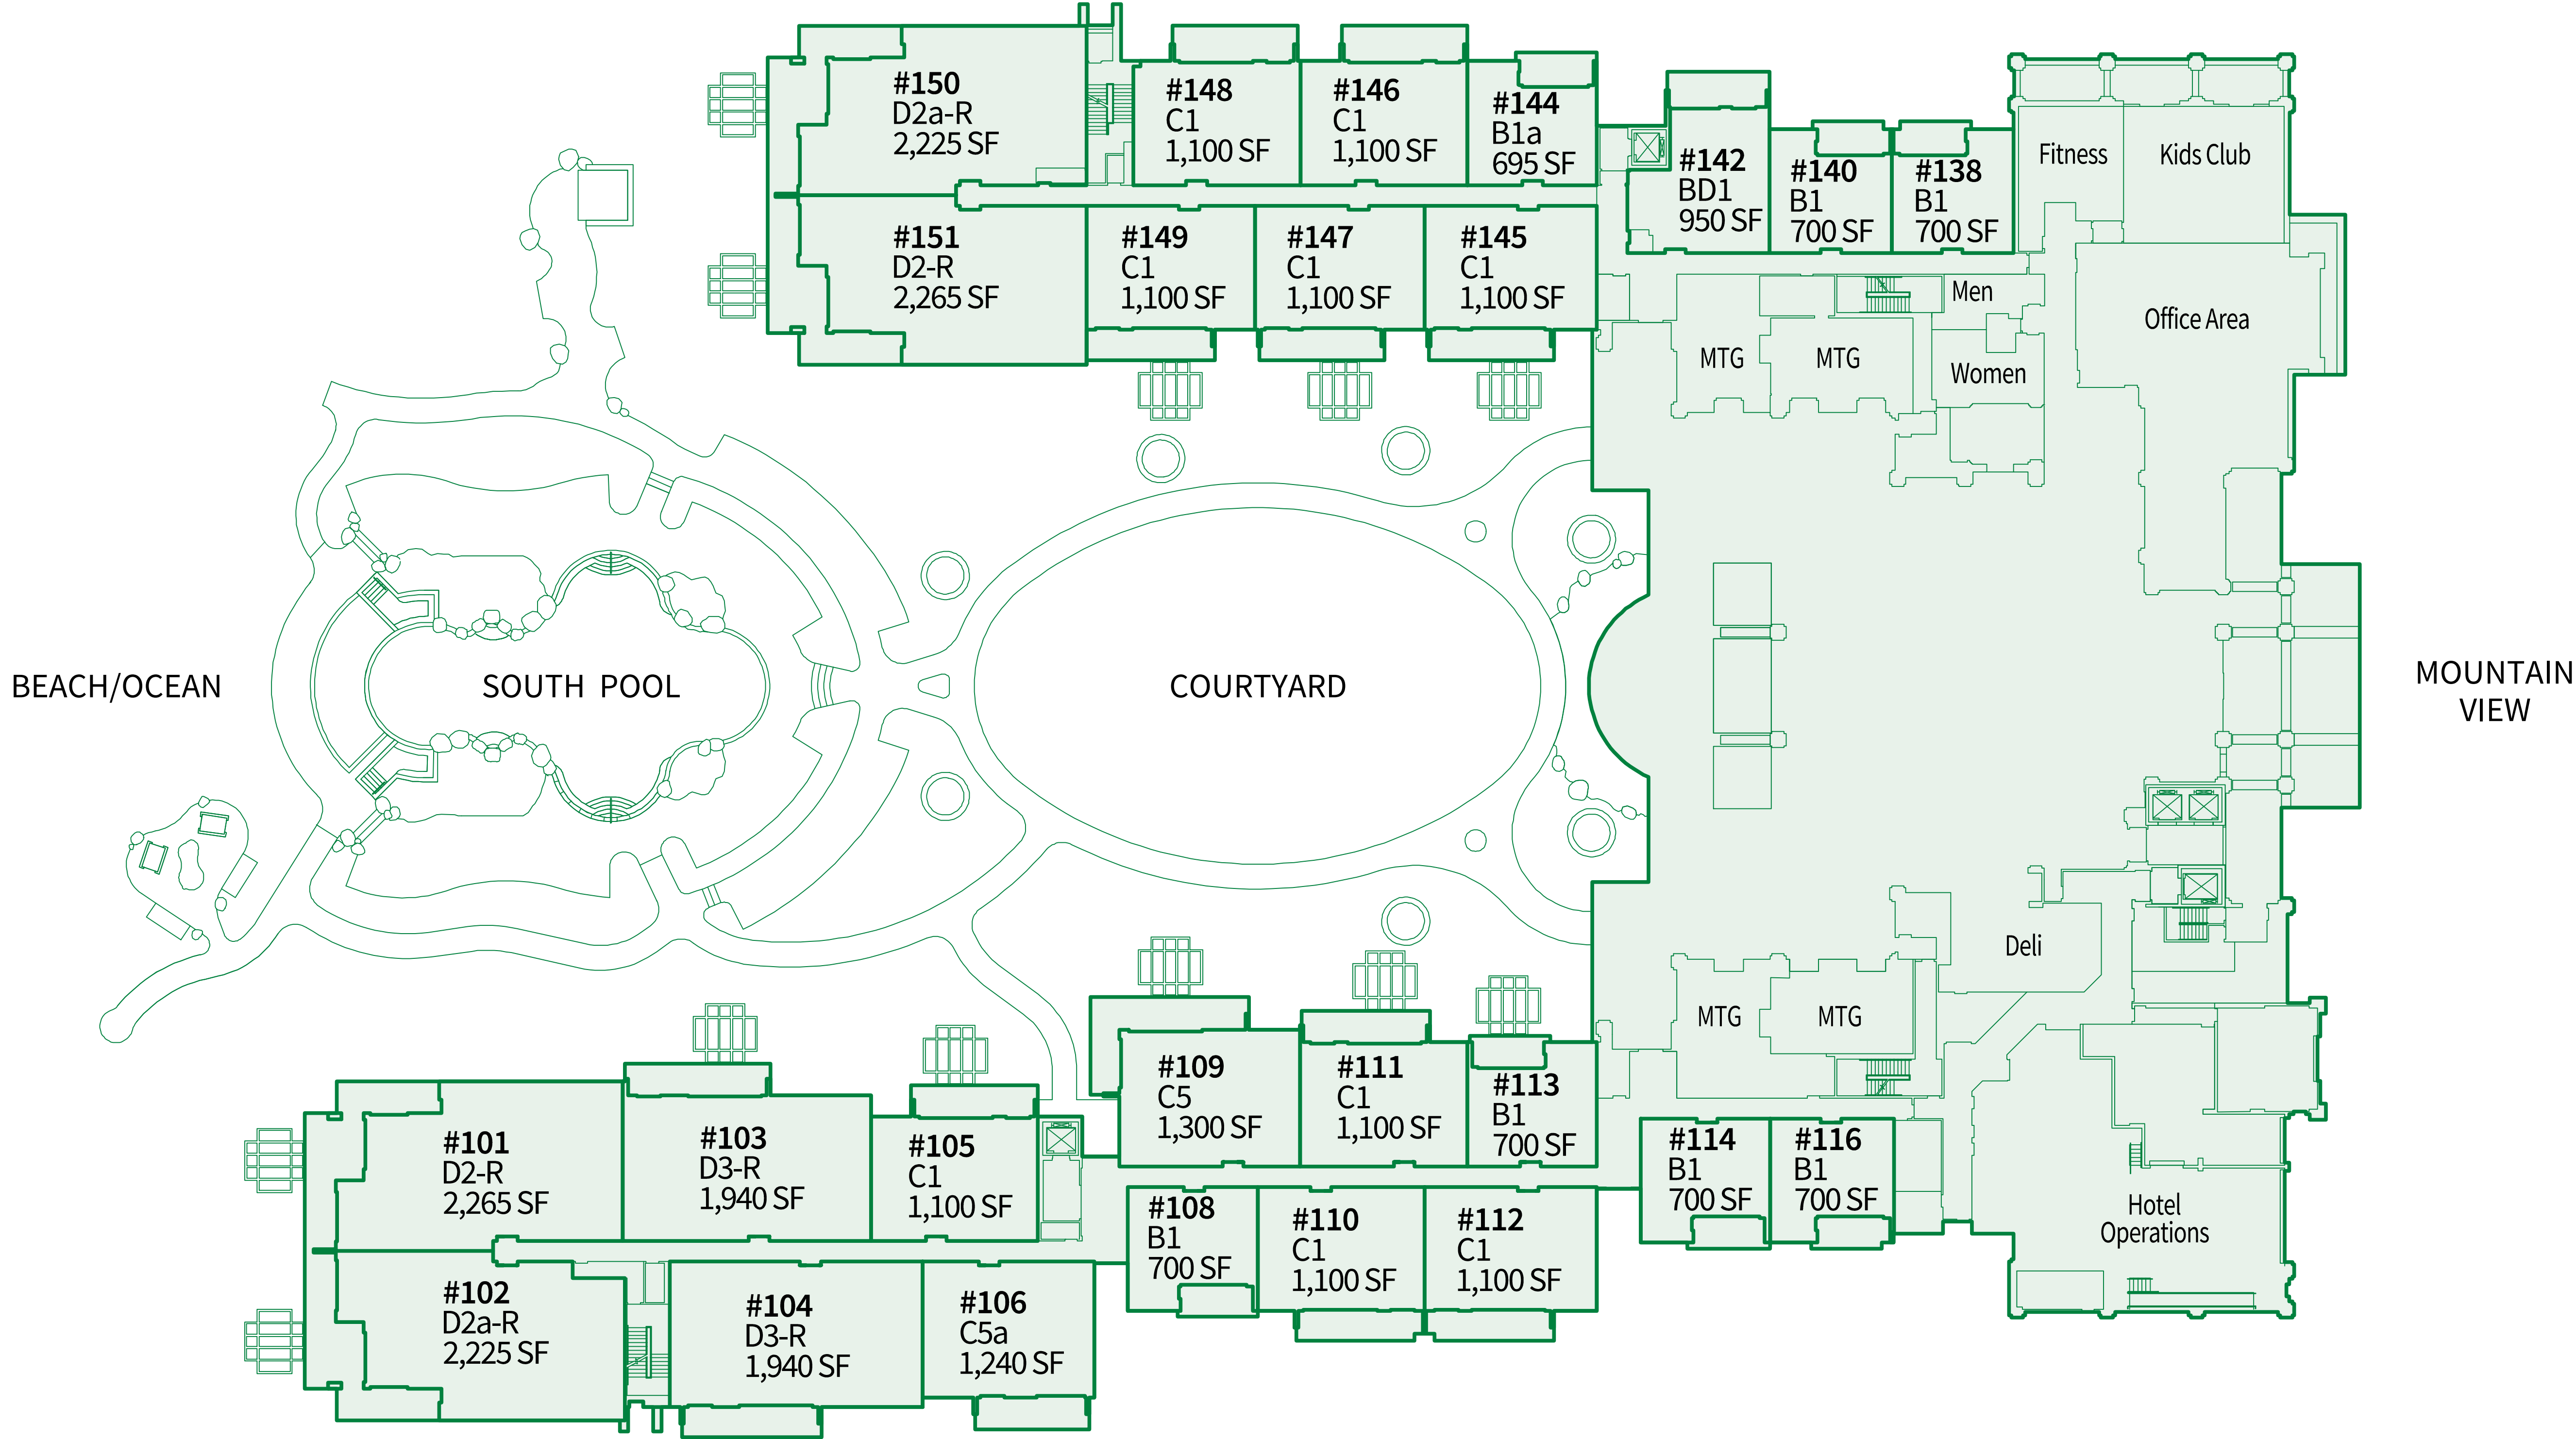 #150
D2a-R
2,225 SF
#148
C1
1,100 SF
#146
C1
1,100 SF
#144
B1a
695 SF
#142
BD1
950 SF
#140
B1
700 SF
#138
B1
700 SF
Fitness
Kids Club
#151
D2-R
2,265 SF
#149
C1
1,100 SF
#147
C1
1,100 SF
#145
C1
1,100 SF
Men
Office Area
MTG
MTG
Women
BEACH/OCEAN
SOUTH POOL
COURTYARD
MOUNTAIN
VIEW
Deli
MTG
MTG
#109
C5
1,300 SF
#111
C1
1,100 SF
#113
B1
700 SF
#101
D2-R
2,265 SF
#103
D3-R
1,940 SF
#105
C1
1,100 SF
#114
B1
700 SF
#116
B1
700 SF
#108
B1
700 SF
#110
C1
1,100 SF
#112
C1
1,100 SF
Hotel
Operations
#102
D2a-R
2,225 SF
#104
D3-R
1,940 SF
#106
C5a
1,240 SF